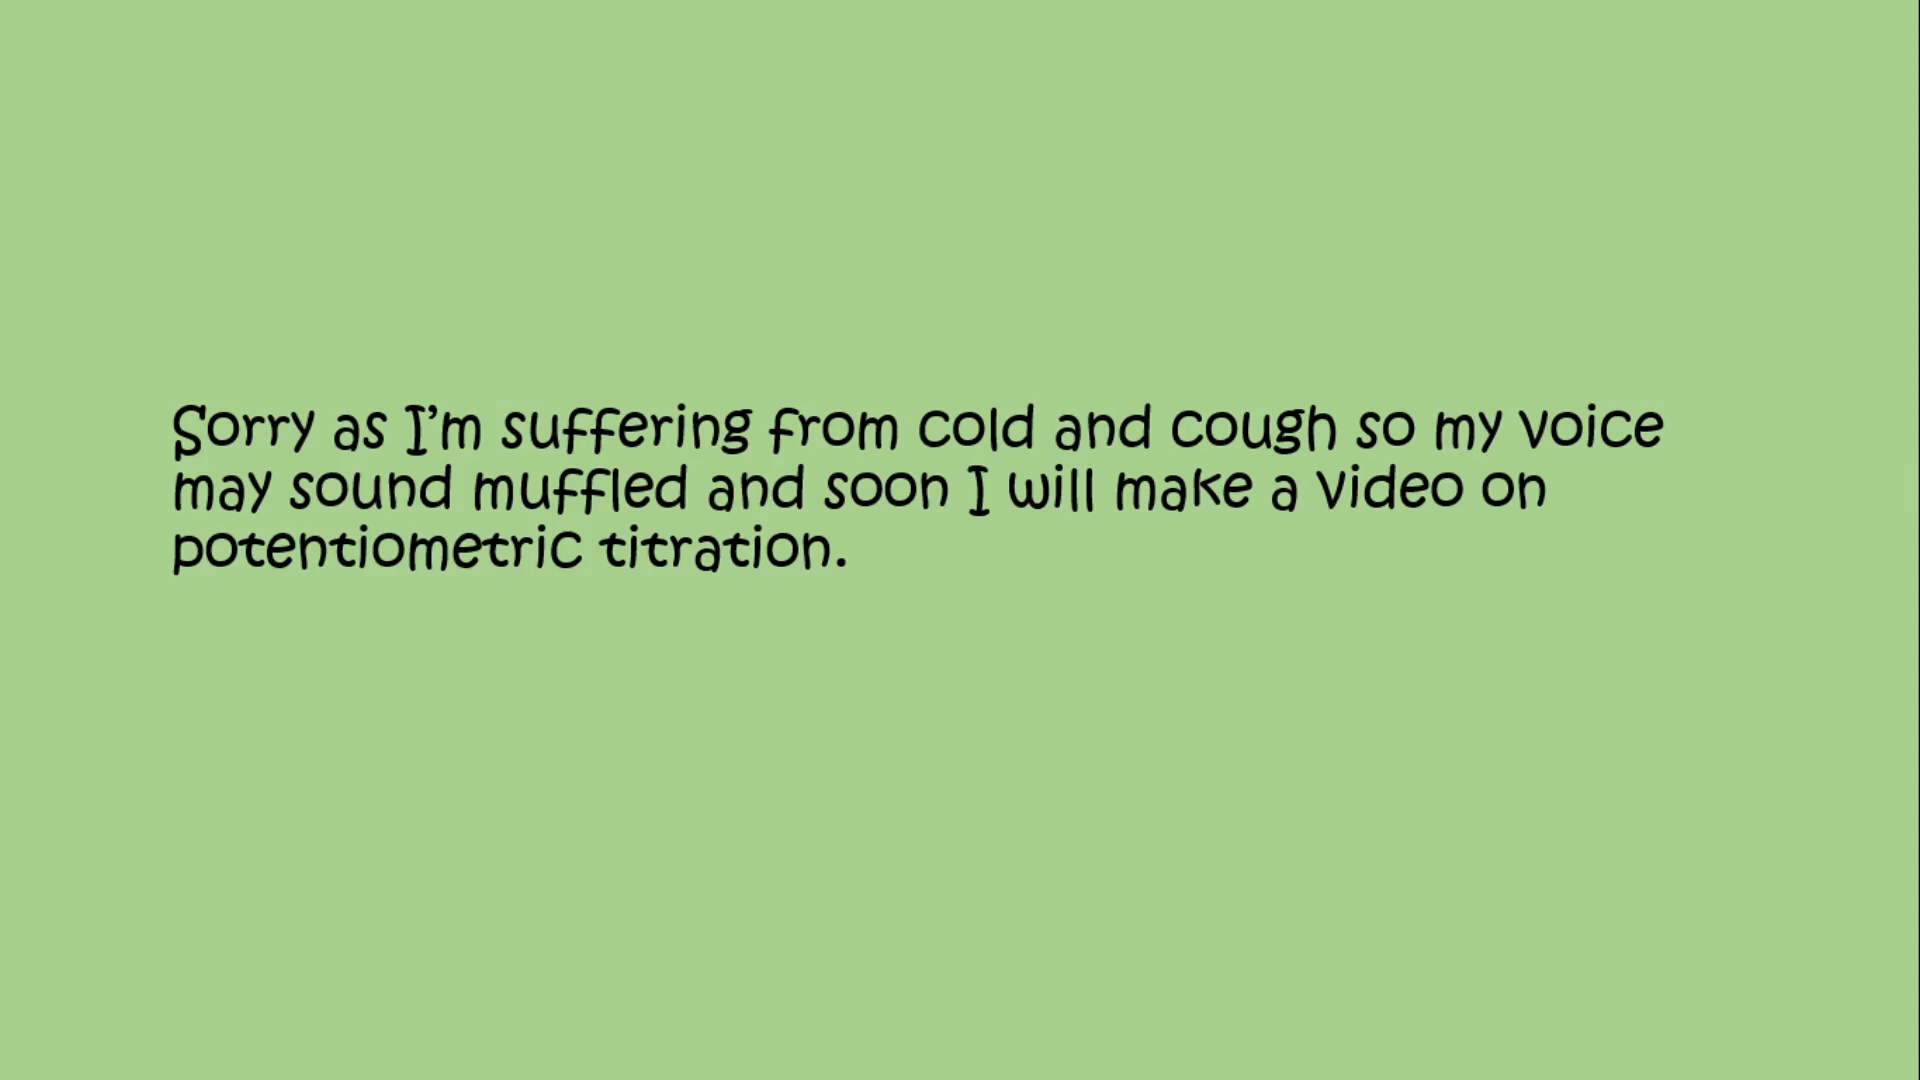 Sorry as I’m suffering from cold and cough so my voice
may sound muffled and soon I will make a video on
potentiometric titration.